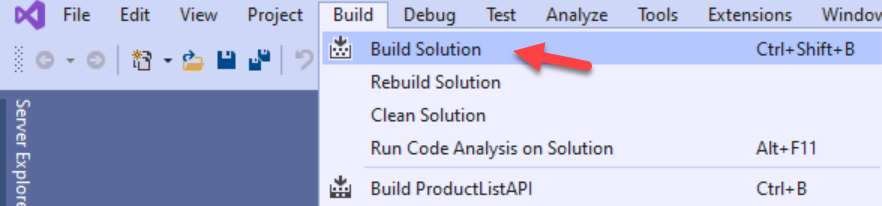 File Edit View Project Build Debug Test Analyze Tools Extensions Window
Build Solution Ctrl+Shift+B
Rebuild Solution
Clean Solution
Run Code Analysis on Solution Alt+F11
Build ProductListAPI Ctrl+B
Server Explore